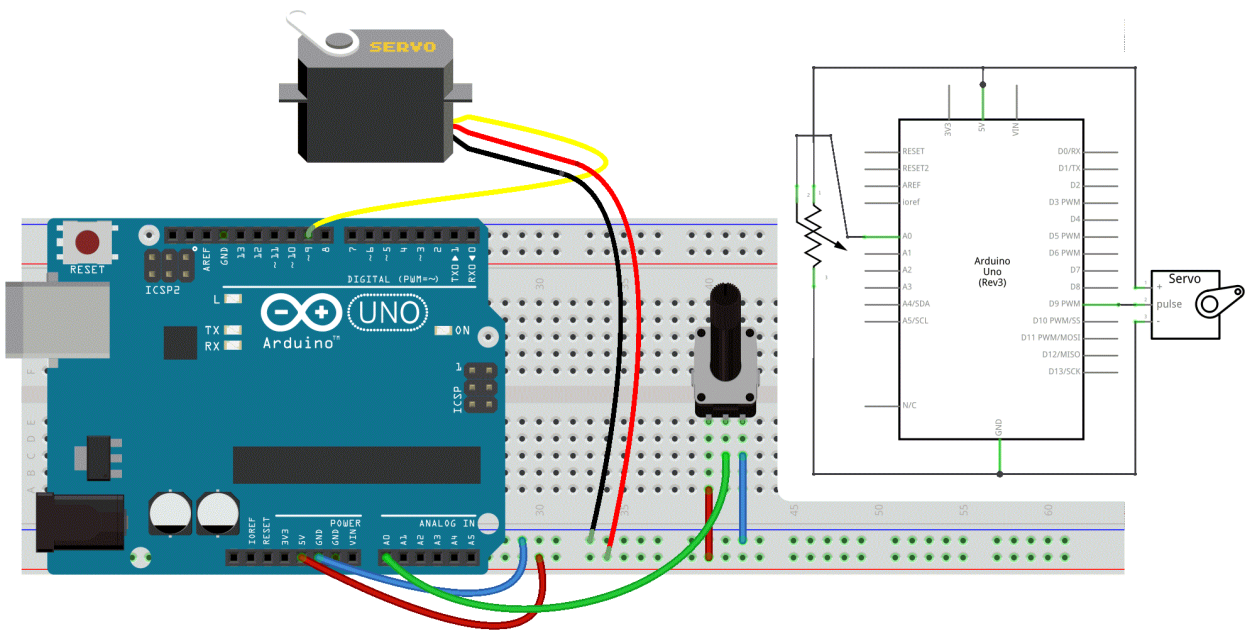 SERVO
RESET
ICSP2
AREF
GND
13
12
~11
~10
~9
8
7
~6
~5
4
~3
2
TX0▶1
RX0◀0
DIGITAL (PWM=~)
L
TX
RX
UNO
Arduino™
ON
1
ICSP
IOREF
RESET
3V3
5V
GND
GND
VIN
POWER
ANALOG IN
A0
A1
A2
A3
A4
A5
F
E
D
C
B
A
F
E
D
C
B
A
30
40
30
35
45
50
55
60
3V3
5V
VIN
RESET
RESET2
AREF
ioref
A0
A1
A2
A3
A4/SDA
A5/SCL
N/C
D0/RX
D1/TX
D2
D3 PWM
D4
D5 PWM
D6 PWM
D7
D8
D9 PWM
D10 PWM/SS
D11 PWM/MOSI
D12/MISO
D13/SCK
GND
Arduino
Uno
(Rev3)
Servo
+
pulse
-